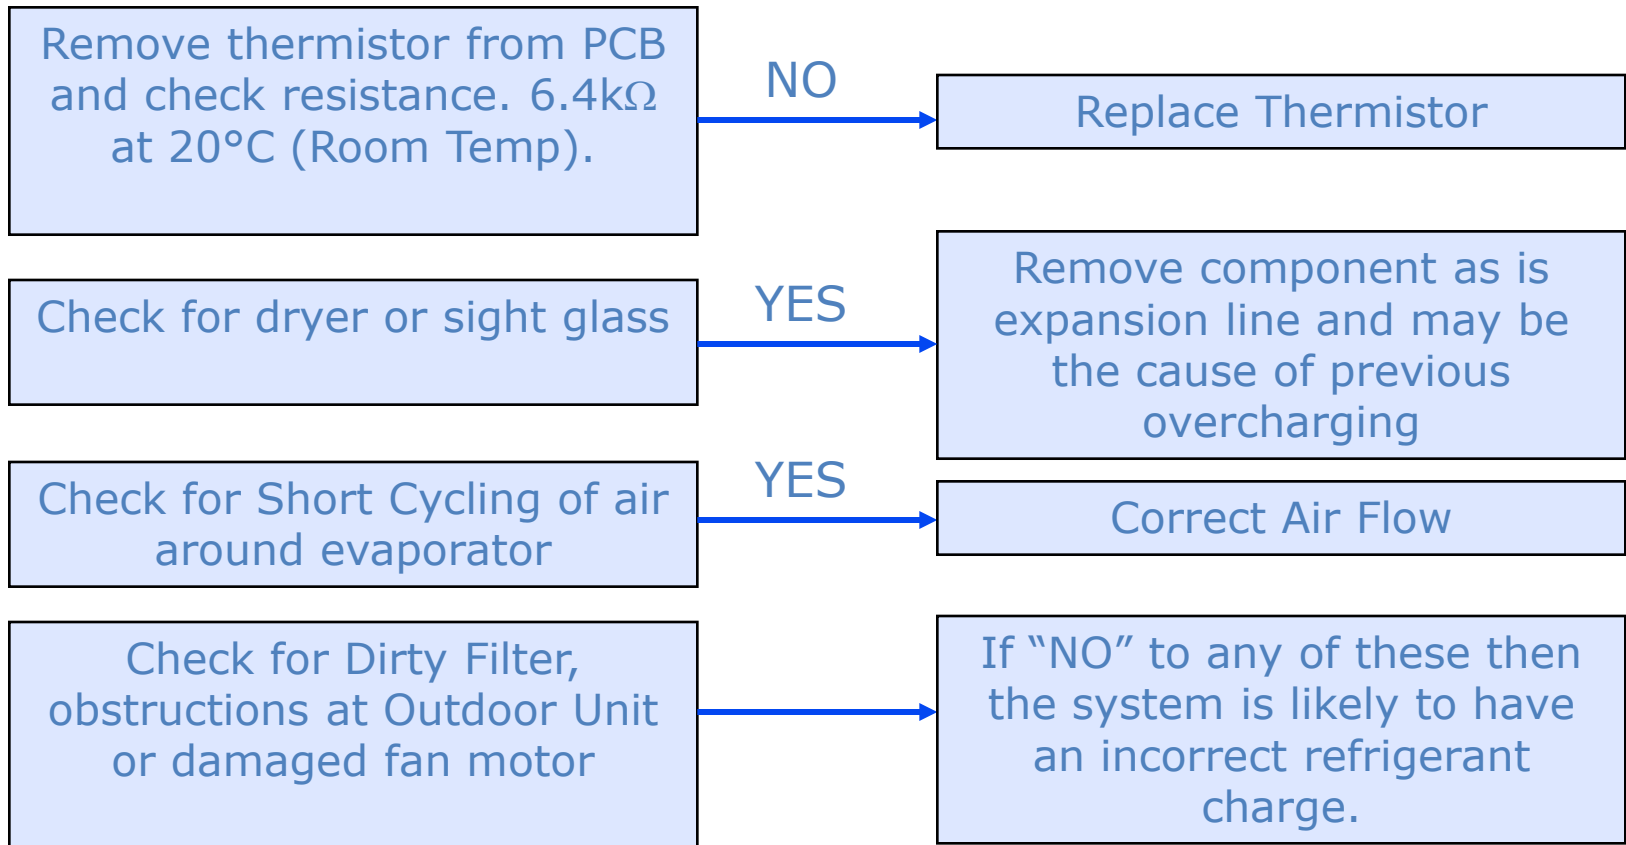 Remove thermistor from PCB
and check resistance. 6.4kΩ
at 20°C (Room Temp).
NO
Replace Thermistor
Check for dryer or sight glass
YES
Remove component as is
expansion line and may be
the cause of previous
overcharging
Check for Short Cycling of air
around evaporator
YES
Correct Air Flow
Check for Dirty Filter,
obstructions at Outdoor Unit
or damaged fan motor
If “NO” to any of these then
the system is likely to have
an incorrect refrigerant
charge.